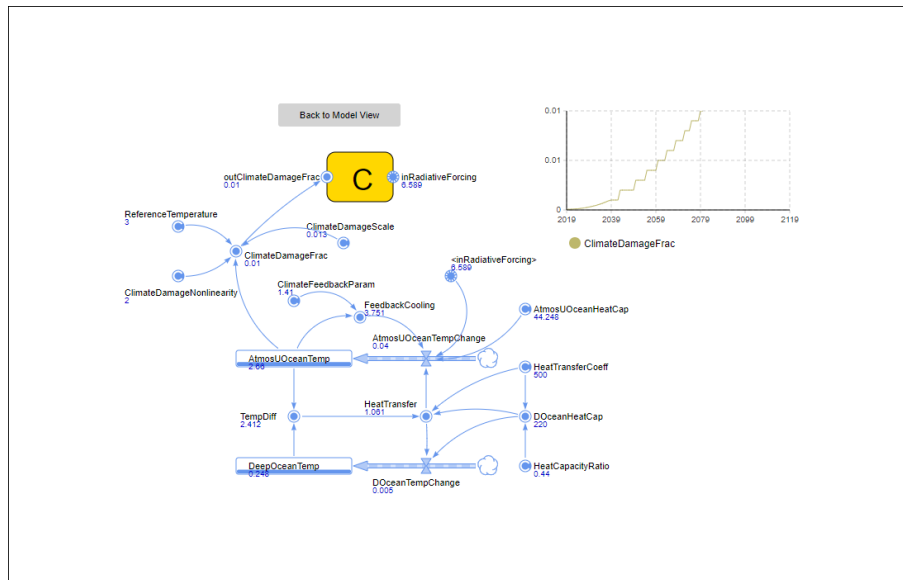 Back to Model View
C
outClimateDamageFrac
0.01
inRadiativeForcing
6.589
ReferenceTemperature
3
ClimateDamageScale
0.013
ClimateDamageFrac
0.01
ClimateDamageNonlinearity
2
<inRadiativeForcing>
6.589
ClimateFeedbackParam
1.41
FeedbackCooling
3.751
AtmosUOceanHeatCap
44.248
AtmosUOceanTempChange
0.04
AtmosUOceanTemp
2.66
HeatTransferCoeff
500
TempDiff
2.412
HeatTransfer
1.061
DOceanHeatCap
220
DeepOceanTemp
0.248
DOceanTempChange
0.005
HeatCapacityRatio
0.44
0.01
0.01
0
2019 2039 2059 2079 2099 2119
ClimateDamageFrac